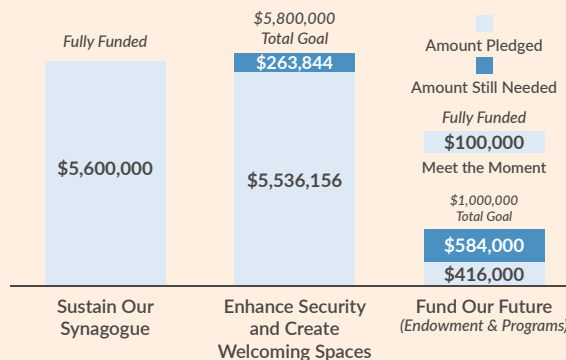 Fully Funded
$5,600,000
Sustain Our
Synagogue
$5,800,000
Total Goal
$263,844
$5,536,156
Enhance Security
and Create
Welcoming Spaces
Amount Pledged
Amount Still Needed
Fully Funded
$100,000
Meet the Moment
$1,000,000
Total Goal
$584,000
$416,000
Fund Our Future
(Endowment & Programs)